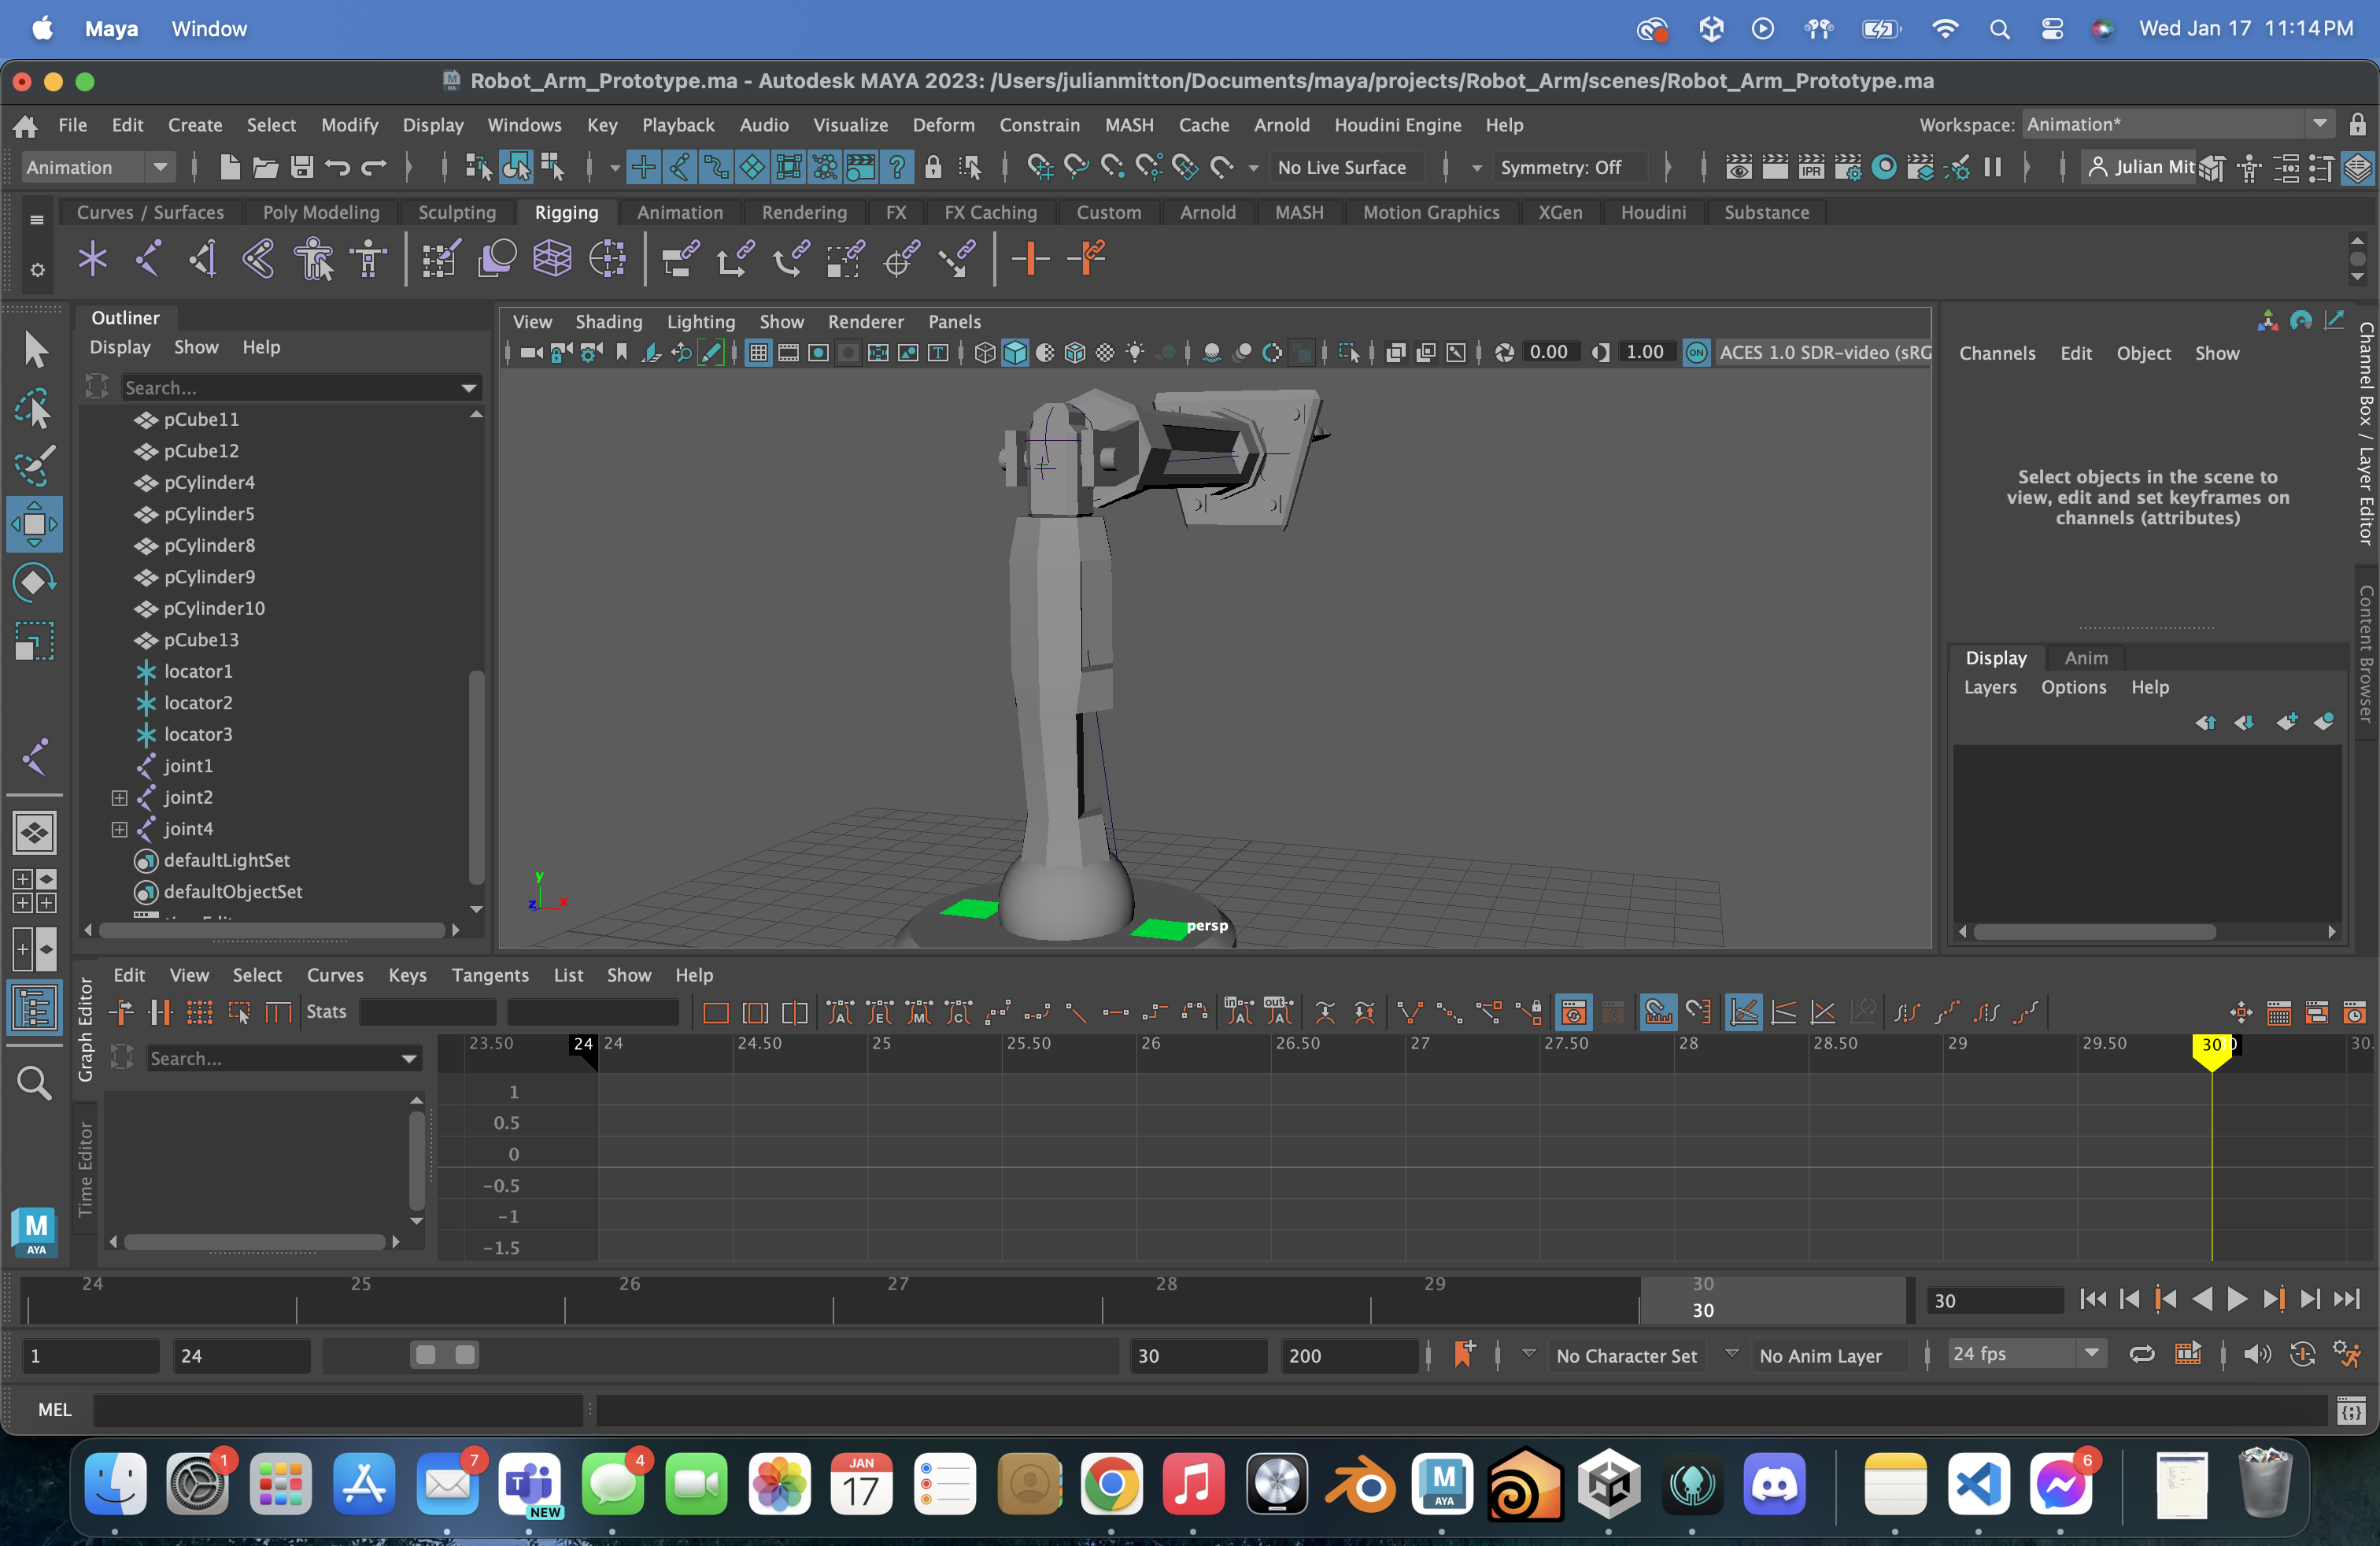 Maya Window Wed Jan 17 11:14 PM
Robot_Arm_Prototype.ma - Autodesk MAYA 2023: /Users/julianmitton/Documents/maya/projects/Robot_Arm/scenes/Robot_Arm_Prototype.ma
File Edit Create Select Modify Display Windows Key Playback Audio Visualize Deform Constrain MASH Cache Arnold Houdini Engine Help Workspace: Animation*
Animation No Live Surface Symmetry: Off IPR Julian Mit
Curves / Surfaces Poly Modeling Sculpting Rigging Animation Rendering FX FX Caching Custom Arnold MASH Motion Graphics XGen Houdini Substance
Outliner
Display Show Help
Search...
pCube11
pCube12
pCylinder4
pCylinder5
pCylinder8
pCylinder9
pCylinder10
pCube13
locator1
locator2
locator3
joint1
joint2
joint4
defaultLightSet
defaultObjectSet
View Shading Lighting Show Renderer Panels
0.00 1.00 ON ACES 1.0 SDR-video (sRG
y
z x
persp
Channels Edit Object Show
Select objects in the scene to
view, edit and set keyframes on
channels (attributes)
Display Anim
Layers Options Help
Channel Box / Layer Editor
Content Browser
Graph Editor
Time Editor
Edit View Select Curves Keys Tangents List Show Help
Stats
Search...
23.50 24 24 24.50 25 25.50 26 26.50 27 27.50 28 28.50 29 29.50 30 0 30.
1
0.5
0
-0.5
-1
-1.5
24 25 26 27 28 29 30
30
30
1 24 30 200 No Character Set No Anim Layer 24 fps
MEL
M
AYA
1 7 NEW 4 JAN
17 M
AYA 6